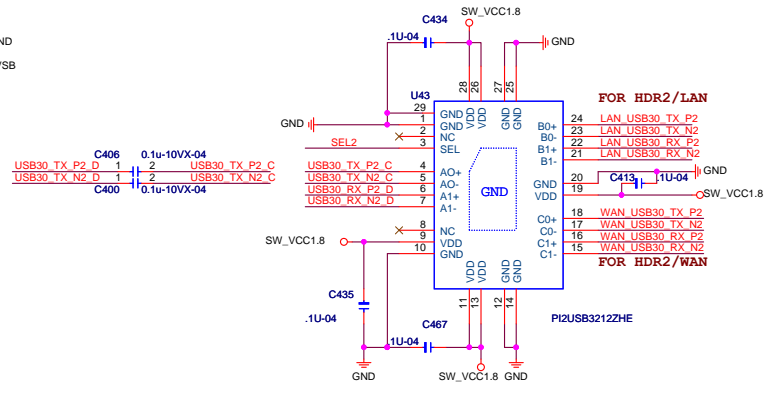 ND
/SB
C406
0.1u-10VX-04
USB30_TX_P2_D 1 2 USB30_TX_P2_C
USB30_TX_N2_D 1 2 USB30_TX_N2_C
C400
0.1u-10VX-04
SW_VCC1.8
C434
.1U-04
GND
28
26
27
25
U43
GND
29
1
2
3
SEL2
USB30_TX_P2_C 4
USB30_TX_N2_C 5
USB30_RX_P2_D 6
USB30_RX_N2_D 7
8
9
10
SW_VCC1.8
GND
GND
NC
SEL
AO+
AO-
A1+
A1-
NC
VDD
GND
VDD
VDD
GND
GND
GND
B0+
B0-
B1+
B1-
GND
VDD
C0+
C0-
C1+
C1-
VDD
VDD
GND
GND
11
13
12
14
FOR HDR2/LAN
24 LAN_USB30_TX_P2
23 LAN_USB30_TX_N2
22 LAN_USB30_RX_P2
21 LAN_USB30_RX_N2
20
19
GND
C413
.1U-04
SW_VCC1.8
18 WAN_USB30_TX_P2
17 WAN_USB30_TX_N2
16 WAN_USB30_RX_P2
15 WAN_USB30_RX_N2
FOR HDR2/WAN
C435
.1U-04
C467
.1U-04
PI2USB3212ZHE
GND
SW_VCC1.8
GND